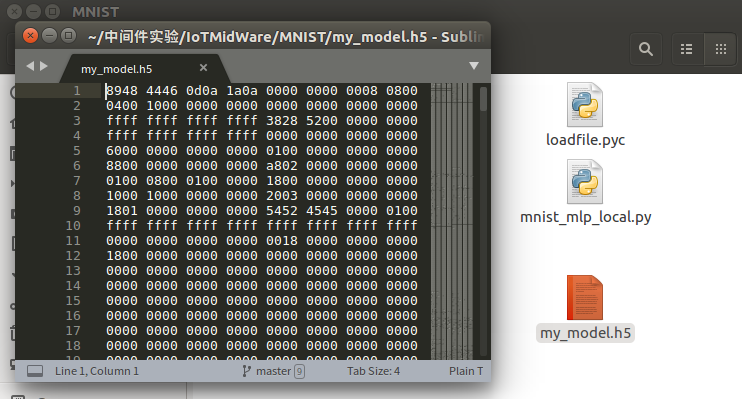 MNIST
~/中间件实验/IoTMidWare/MNIST/my_model.h5 - Sublin
my_model.h5
1 8948 4446 0d0a 1a0a 0000 0000 0008 0800
2 0400 1000 0000 0000 0000 0000 0000 0000
3 ffff ffff ffff ffff 3828 5200 0000 0000
4 ffff ffff ffff ffff 0000 0000 0000 0000
5 6000 0000 0000 0000 0100 0000 0000 0000
6 8800 0000 0000 0000 a802 0000 0000 0000
7 0100 0800 0100 0000 1800 0000 0000 0000
8 1000 1000 0000 0000 2003 0000 0000 0000
9 1801 0000 0000 0000 5452 4545 0000 0100
10 ffff ffff ffff ffff ffff ffff ffff ffff
11 0000 0000 0000 0000 0018 0000 0000 0000
12 1800 0000 0000 0000 0000 0000 0000 0000
13 0000 0000 0000 0000 0000 0000 0000 0000
14 0000 0000 0000 0000 0000 0000 0000 0000
15 0000 0000 0000 0000 0000 0000 0000 0000
16 0000 0000 0000 0000 0000 0000 0000 0000
17 0000 0000 0000 0000 0000 0000 0000 0000
18 0000 0000 0000 0000 0000 0000 0000 0000
Line 1, Column 1
master 9
Tab Size: 4
Plain T
loadfile.pyc
mnist_mlp_local.py
my_model.h5